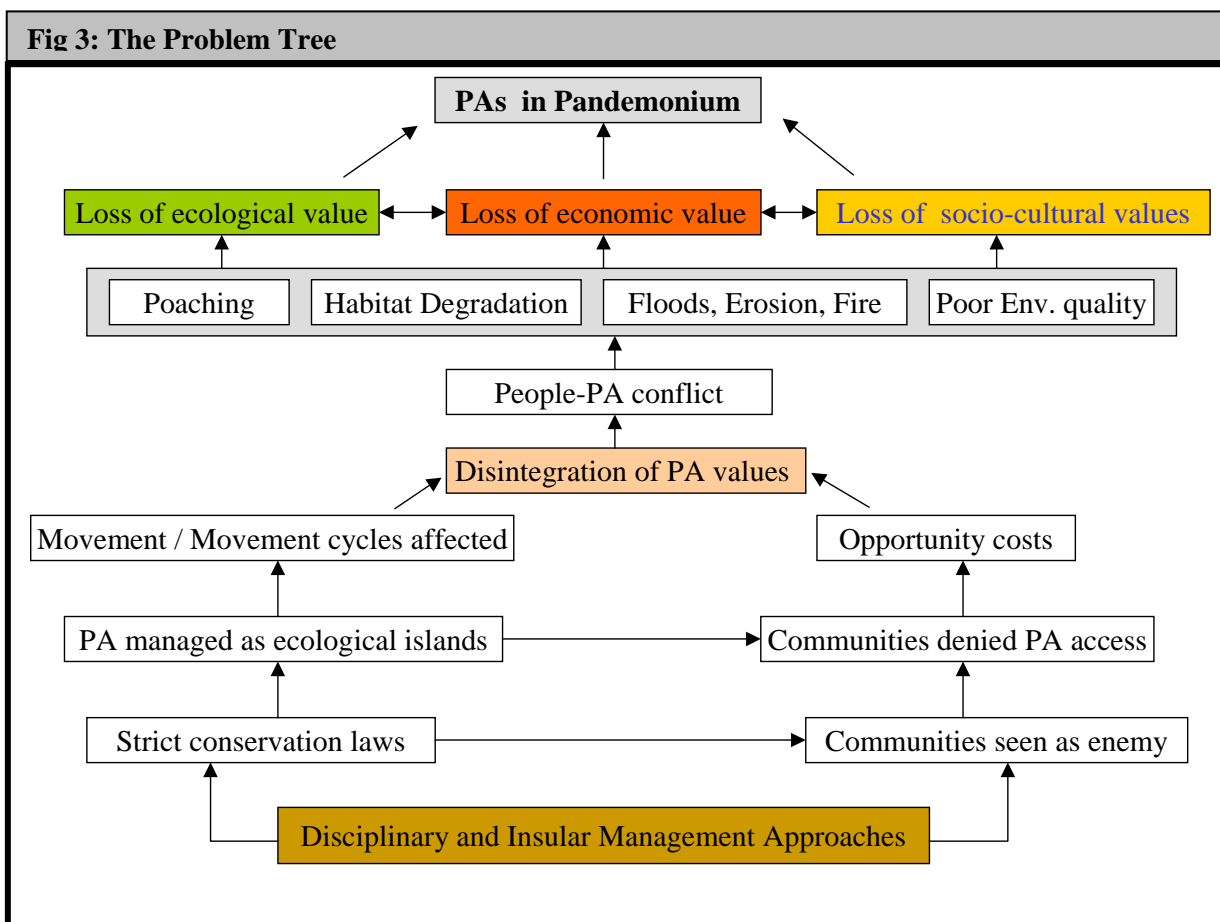 Fig 3: The Problem Tree
PAs in Pandemonium
Loss of ecological value
Loss of economic value
Loss of socio-cultural values
Poaching
Habitat Degradation
Floods, Erosion, Fire
Poor Env. quality
People-PA conflict
Disintegration of PA values
Movement / Movement cycles affected
Opportunity costs
PA managed as ecological islands
Communities denied PA access
Strict conservation laws
Communities seen as enemy
Disciplinary and Insular Management Approaches